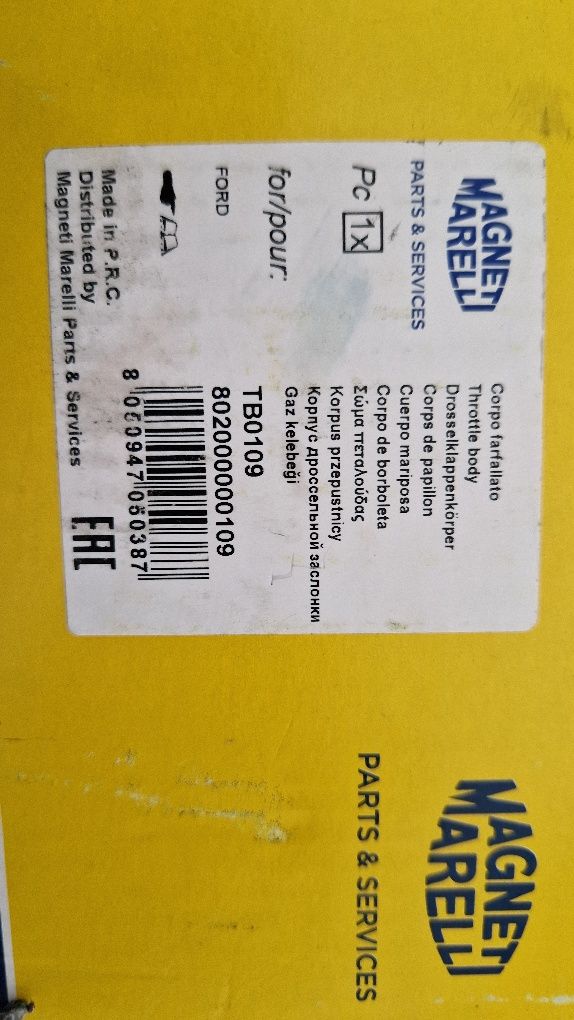 MAGNETI
MARELLI
PARTS & SERVICES
Pc 1x
for/pour:
FORD
Corpo farfallato
Throttle body
Drosselklappenkörper
Corps de papillon
Cuerpo mariposa
Corpo de borboleta
Σώμα πεταλούδας
Korpus przepustnicy
Корпус дроссельной заслонки
Gaz kelebeği
TB0109
802000000109
8 050947 050387
Made in P.R.C.
Distributed by
Magneti Marelli Parts & Services
EAC
MAGNETI
MARELLI
PARTS & SERVICES